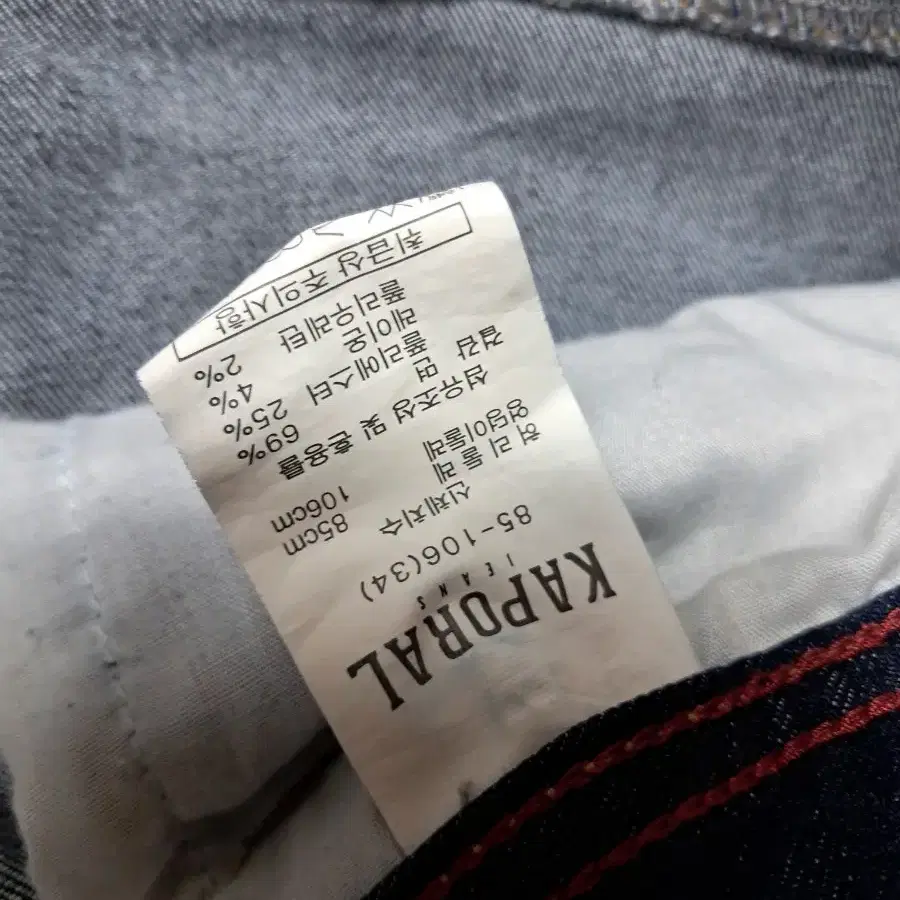 KAPORAL
JEANS
85-106(34)
신체치수
허리둘레 85cm
엉덩이둘레 106cm
섬유조성 및 혼용률
겉감 면 69%
폴리에스터 25%
레이온 4%
폴리우레탄 2%
취급상 주의사항